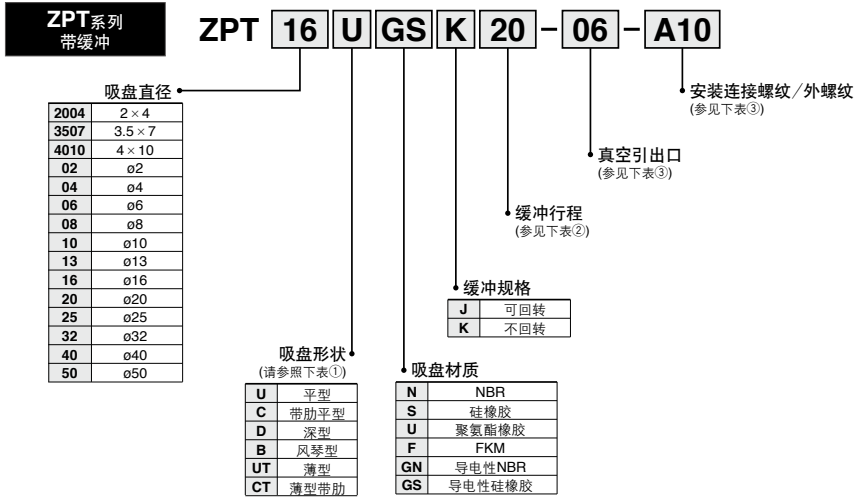 ZPT系列
带缓冲
ZPT 16 U GS K 20 - 06 - A10
吸盘直径
2004 2×4
3507 3.5×7
4010 4×10
02 ø2
04 ø4
06 ø6
08 ø8
10 ø10
13 ø13
16 ø16
20 ø20
25 ø25
32 ø32
40 ø40
50 ø50
吸盘形状
(请参照下表①)
U 平型
C 带肋平型
D 深型
B 风琴型
UT 薄型
CT 薄型带肋
吸盘材质
N NBR
S 硅橡胶
U 聚氨酯橡胶
F FKM
GN 导电性NBR
GS 导电性硅橡胶
缓冲规格
J 可回转
K 不回转
缓冲行程
(参见下表②)
真空引出口
(参见下表③)
安装连接螺纹/外螺纹
(参见下表③)